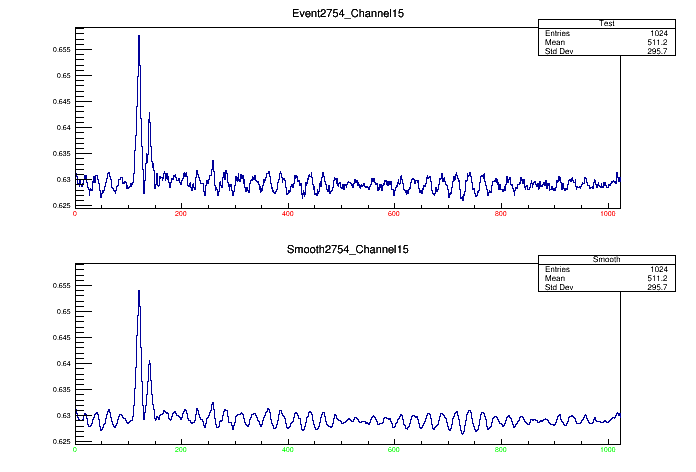 Event2754_Channel15
Test
Entries 1024
Mean 511.2
Std Dev 295.7
0.655
0.65
0.645
0.64
0.635
0.63
0.625
0 200 400 600 800 1000
Smooth2754_Channel15
Smooth
Entries 1024
Mean 511.2
Std Dev 295.7
0.655
0.65
0.645
0.64
0.635
0.63
0.625
0 200 400 600 800 1000